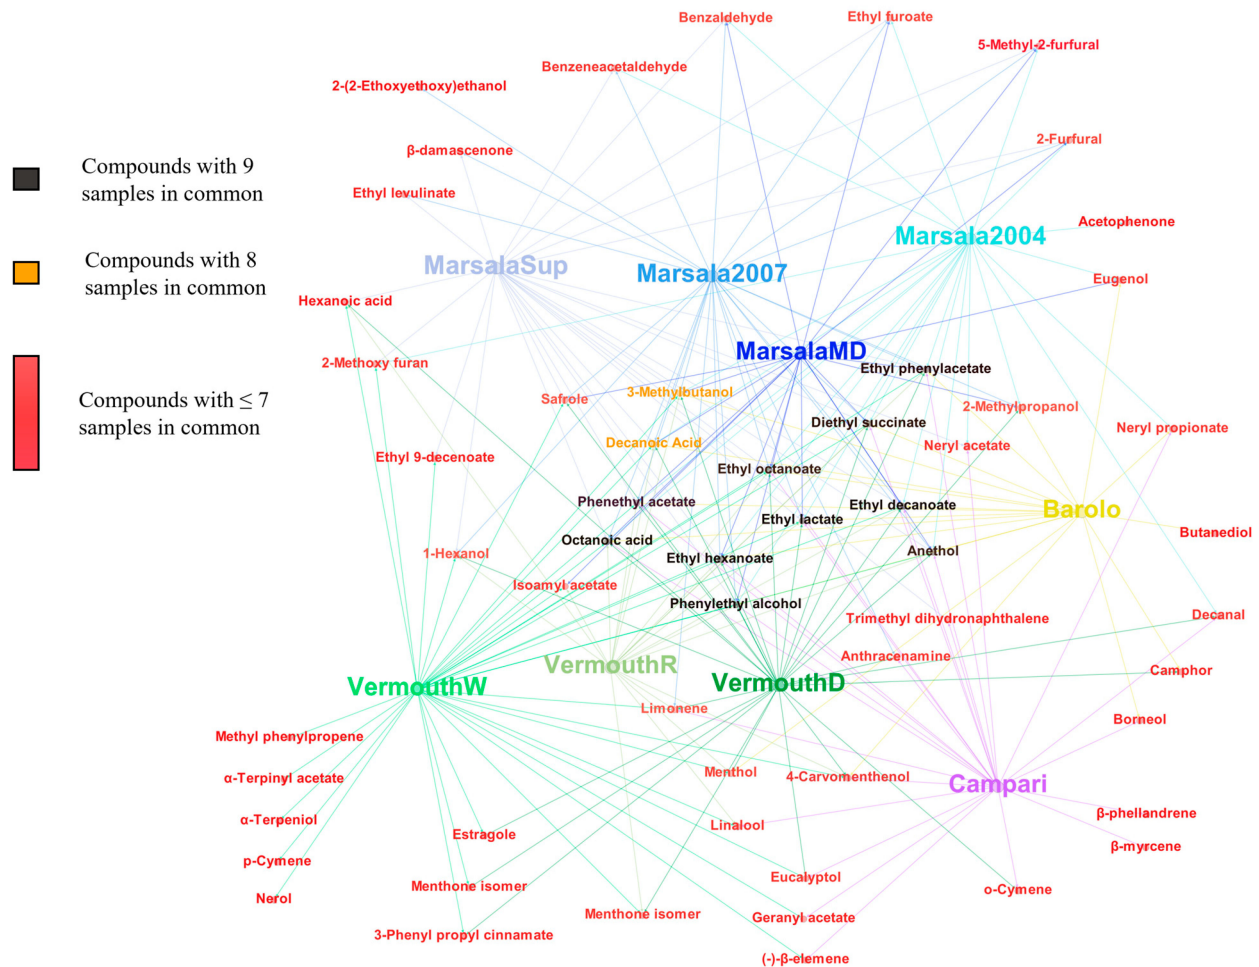 Benzaldehyde
Ethyl furoate
5-Methyl-2-furfural
Benzeneacetaldehyde
2-(2-Ethoxyethoxy)ethanol
2-Furfural
β-damascenone
Compounds with 9
samples in common
Ethyl levulinate
Acetophenone
Marsala2004
MarsalaSup
Marsala2007
Compounds with 8
samples in common
Eugenol
Hexanoic acid
MarsalaMD
2-Methoxy furan
Ethyl phenylacetate
Compounds with ≤ 7
samples in common
3-Methylbutanol
Safrole
2-Methylpropanol
Diethyl succinate
Neryl propionate
Decanoic Acid
Neryl acetate
Ethyl 9-decenoate
Ethyl octanoate
Phenethyl acetate
Ethyl decanoate
Barolo
Ethyl lactate
Butanediol
Octanoic acid
1-Hexanol
Ethyl hexanoate
Anethol
Isoamyl acetate
Phenylethyl alcohol
Trimethyl dihydronaphthalene
Decanal
Anthracenamine
VermouthR
Camphor
VermouthW
VermouthD
Limonene
Borneol
Methyl phenylpropene
α-Terpinyl acetate
Menthol
4-Carvomenthenol
Campari
α-Terpeniol
Estragole
Linalool
β-phellandrene
β-myrcene
p-Cymene
Menthone isomer
Eucalyptol
o-Cymene
Nerol
Menthone isomer
Geranyl acetate
3-Phenyl propyl cinnamate
(-)-β-elemene